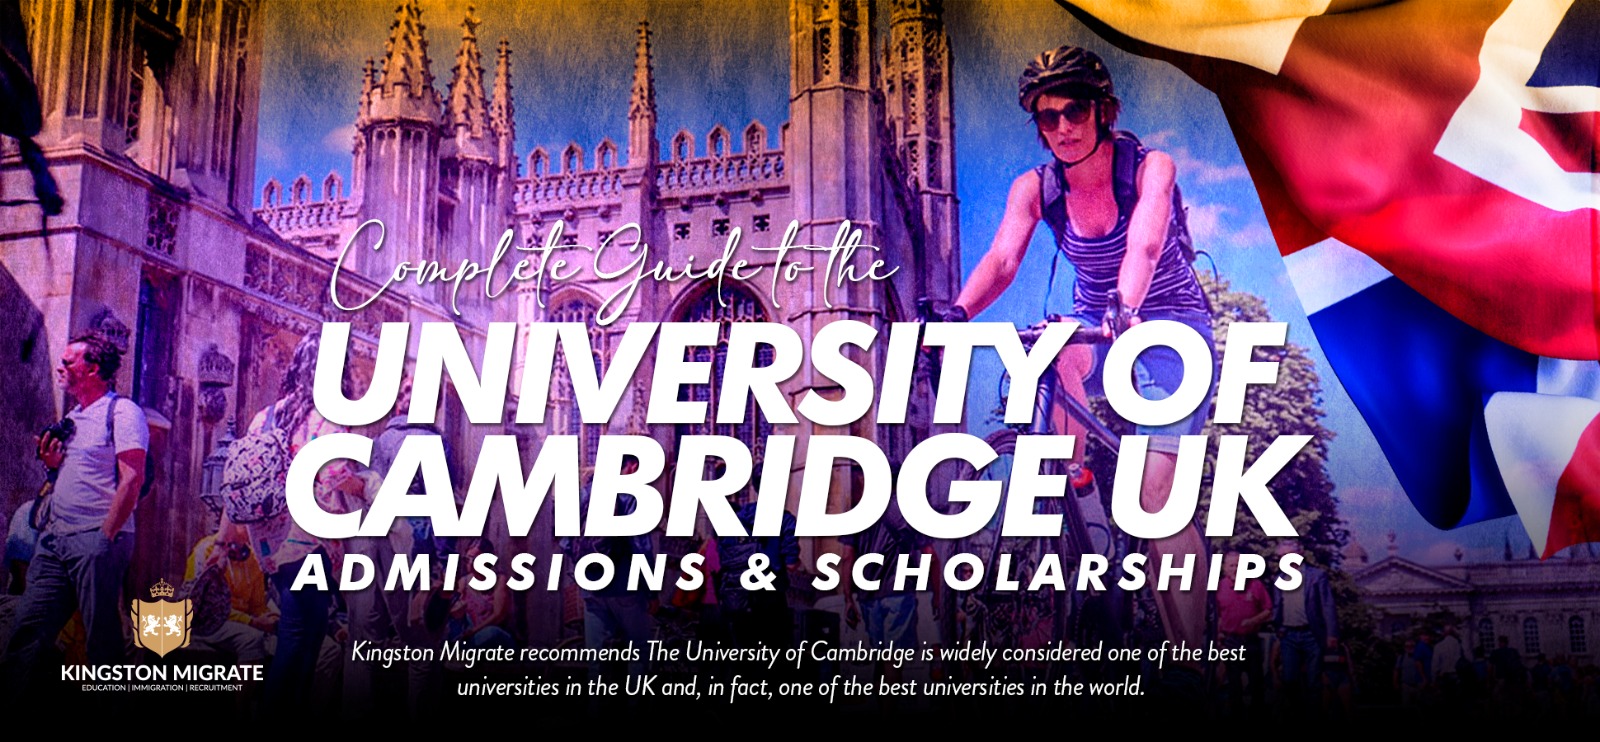 Complete Guide to the
UNIVERSITY OF
CAMBRIDGE UK
ADMISSIONS & SCHOLARSHIPS
KINGSTON MIGRATE
EDUCATION | IMMIGRATION | RECRUITMENT
Kingston Migrate recommends The University of Cambridge is widely considered one of the best
universities in the UK and, in fact, one of the best universities in the world.